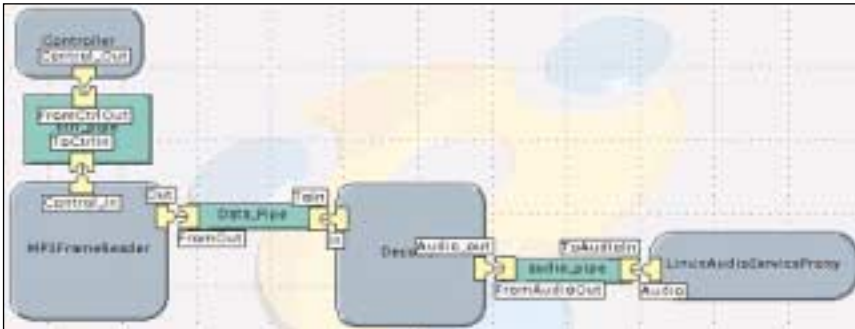 Controller
Control_Out
FromCtrlOut
ToCtrlIn
Control_In
MP3FrameReader
Out
FromOut
Data_Pipe
ToIn
In
Audio_out
FromAudioOut
audio_pipe
ToAudioIn
Audio
LinuxAudioServiceProxy